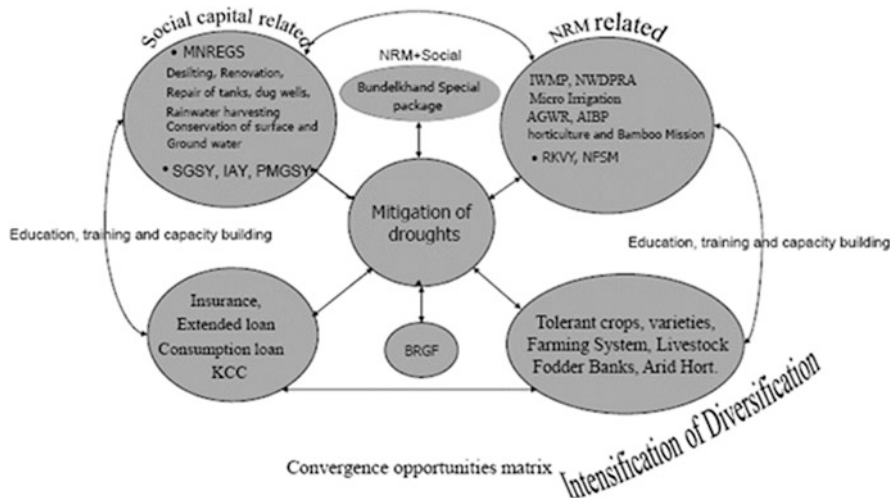 Social capital related
• MNREGS
Desilting, Renovation,
Repair of tanks, dug wells,
Rainwater harvesting
Conservation of surface and
Ground water
• SGSY, IAY, PMGSY
NRM+Social
Bundelkhand Special
package
NRM related
IWMP, NWDPRA
Micro Irrigation
AGWR, AIBP
horticulture and Bamboo Mission
• RKVY, NFSM
Mitigation of
droughts
Education, training and capacity building
Education, training and capacity building
Insurance,
Extended loan
Consumption loan
KCC
BRGF
Tolerant crops, varieties,
Farming System, Livestock
Fodder Banks, Arid Hort.
Intensification of Diversification
Convergence opportunities matrix